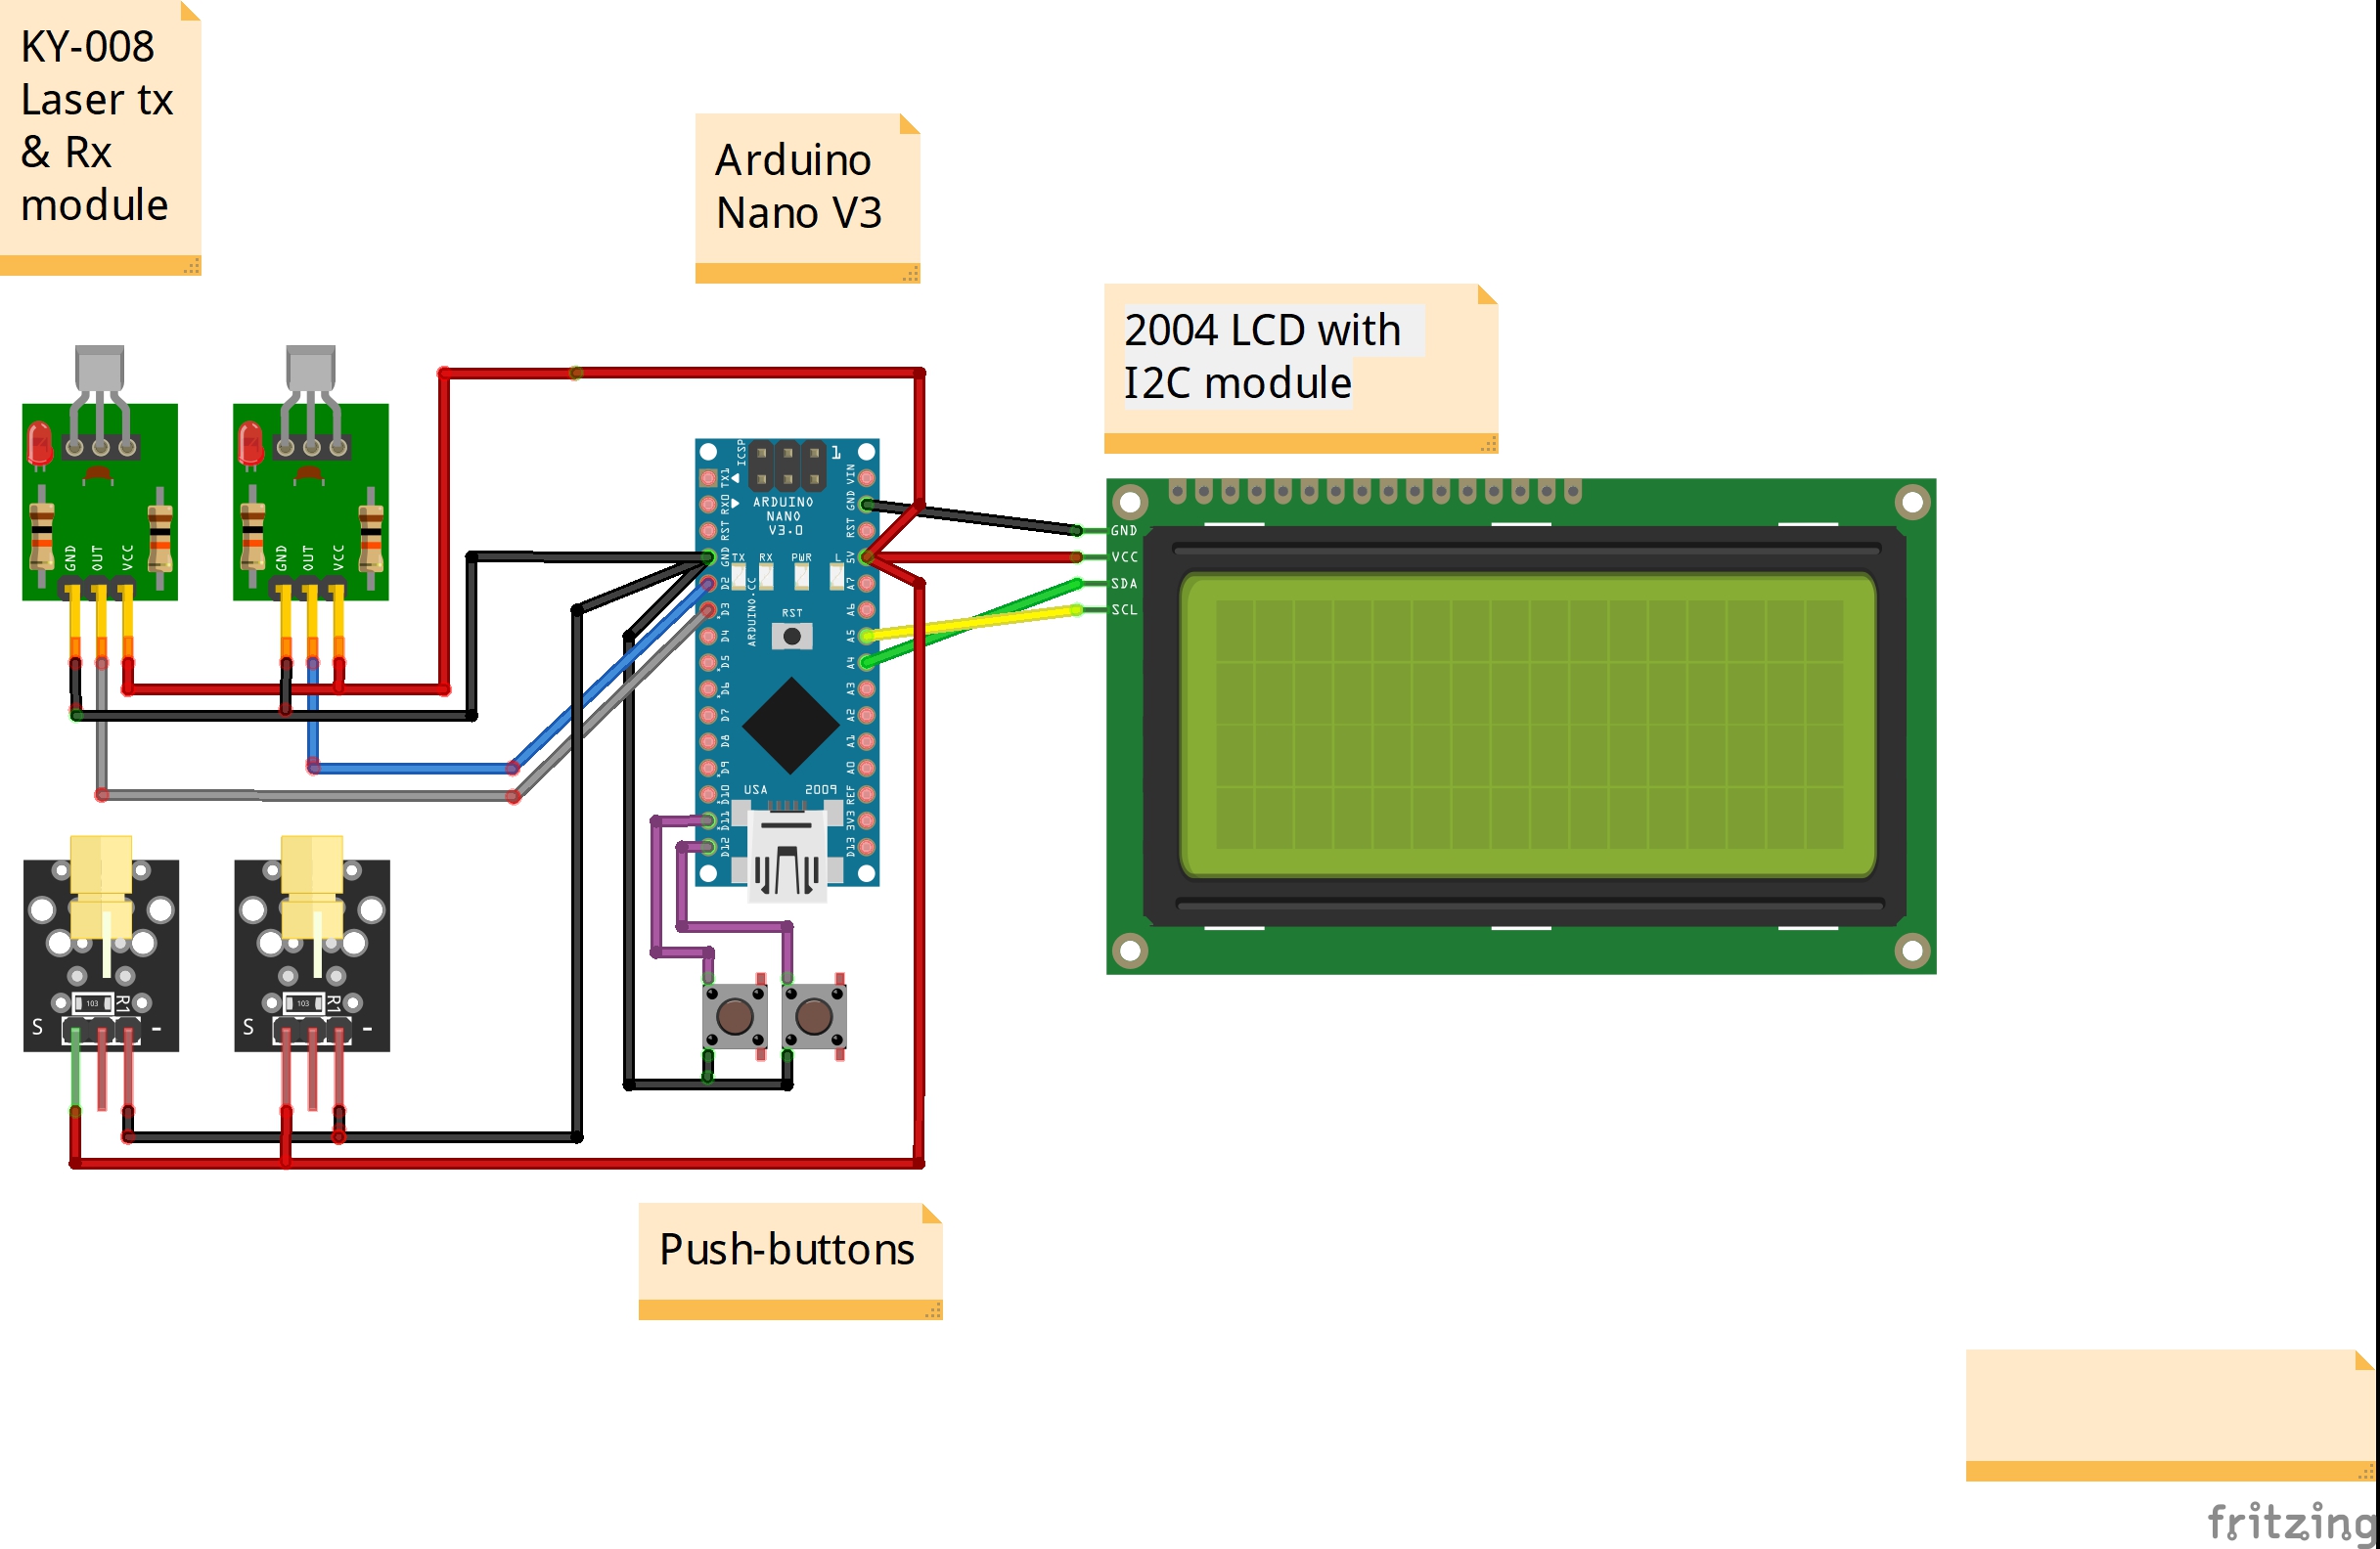 KY-008
Laser tx
& Rx
module
Arduino
Nano V3
2004 LCD with
I2C module
GND
OUT
VCC
GND
OUT
VCC
ICSP
1
TX1
RX0
RST
GND
D2
D3
D4
D5
D6
D7
D8
D9
D10
D11
D12
ARDUINO
NANO
V3.0
TX RX PWR L
RST
ARDUINO.CC
USA 2009
VIN
GND
RST
5V
A7
A6
A5
A4
A3
A2
A1
A0
REF
3V3
D13
GND
VCC
SDA
SCL
103
R1
S -
103
R1
S -
Push-buttons
fritzing